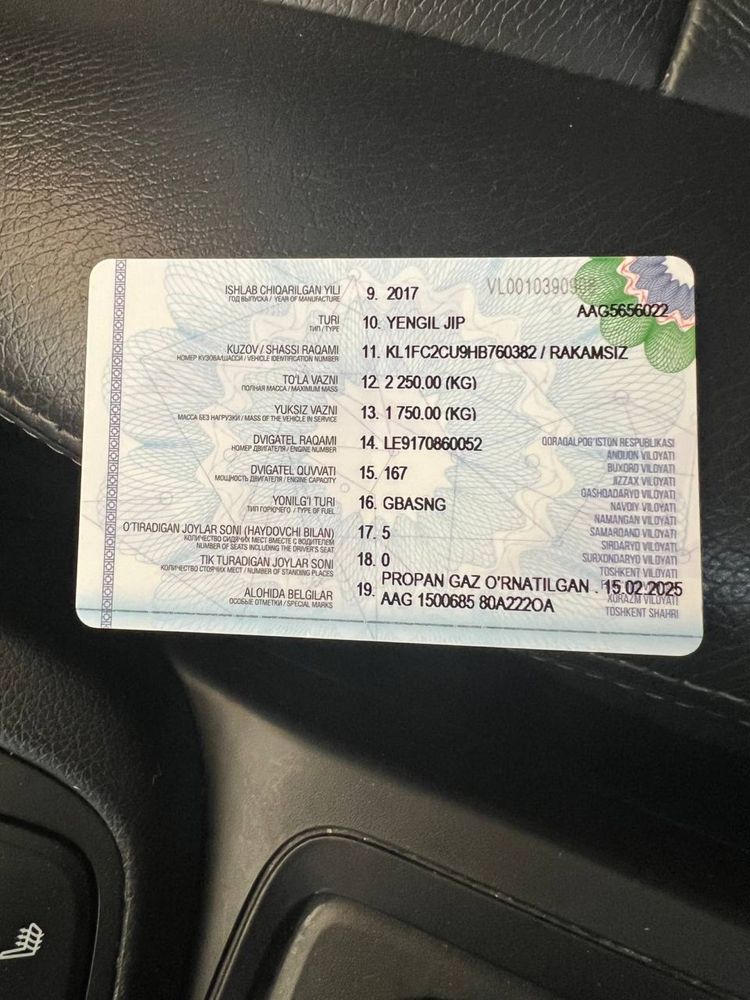 VL001039090
AAG5656022
ISHLAB CHIQARILGAN YILI 9. 2017
ГОД ВЫПУСКА / YEAR OF MANUFACTURE
TURI 10. YENGIL JIP
ТИП / TYPE
KUZOV / SHASSI RAQAMI 11. KL1FC2CU9HB760382 / RAKAMSIZ
НОМЕР КУЗОВА/ШАССИ / VEHICLE IDENTIFICATION NUMBER
TO'LA VAZNI 12. 2 250.00 (KG)
ПОЛНАЯ МАССА / MAXIMUM MASS
YUKSIZ VAZNI 13. 1 750.00 (KG)
МАССА БЕЗ НАГРУЗКИ / MASS OF THE VEHICLE IN SERVICE
DVIGATEL RAQAMI 14. LE9170860052
НОМЕР ДВИГАТЕЛЯ / ENGINE NUMBER
DVIGATEL QUVVATI 15. 167
МОЩНОСТЬ ДВИГАТЕЛЯ / ENGINE CAPACITY
YONILG'I TURI 16. GBASNG
ТИП ГОРЮЧЕГО / TYPE OF FUEL
O'TIRADIGAN JOYLAR SONI (HAYDOVCHI BILAN) 17. 5
КОЛИЧЕСТВО СИДЯЧИХ МЕСТ ВМЕСТЕ С ВОДИТЕЛЕМ
NUMBER OF SEATS INCLUDING THE DRIVER'S SEAT
TIK TURADIGAN JOYLAR SONI 18. 0
КОЛИЧЕСТВО СТОЯЧИХ МЕСТ / NUMBER OF STANDING PLACES
ALOHIDA BELGILAR 19. PROPAN GAZ O'RNATILGAN . 15.02.2025
ОСОБЫЕ ОТМЕТКИ / SPECIAL MARKS
AAG 1500685 80A222OA
QORAQALPOG'ISTON RESPUBLIKASI
ANDIJON VILOYATI
BUXORO VILOYATI
JIZZAX VILOYATI
QASHQADARYO VILOYATI
NAVOIY VILOYATI
NAMANGAN VILOYATI
SAMARQAND VILOYATI
SIRDARYO VILOYATI
SURXONDARYO VILOYATI
TOSHKENT VILOYATI
XORAZM VILOYATI
TOSHKENT SHAHRI